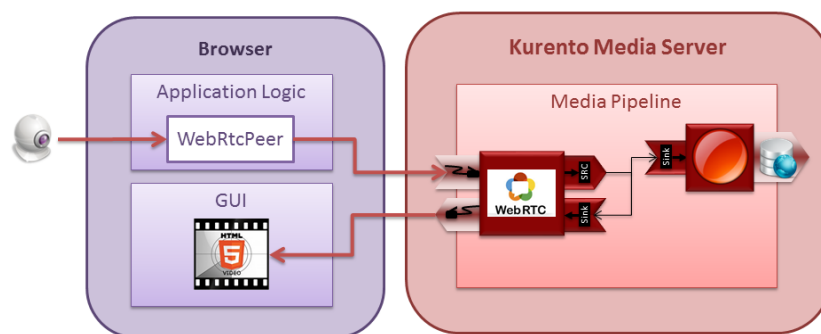 Browser
Kurento Media Server
Application Logic
WebRtcPeer
Media Pipeline
SRC
Sink
WebRTC
Sink
GUI
HTML
5
VIDEO